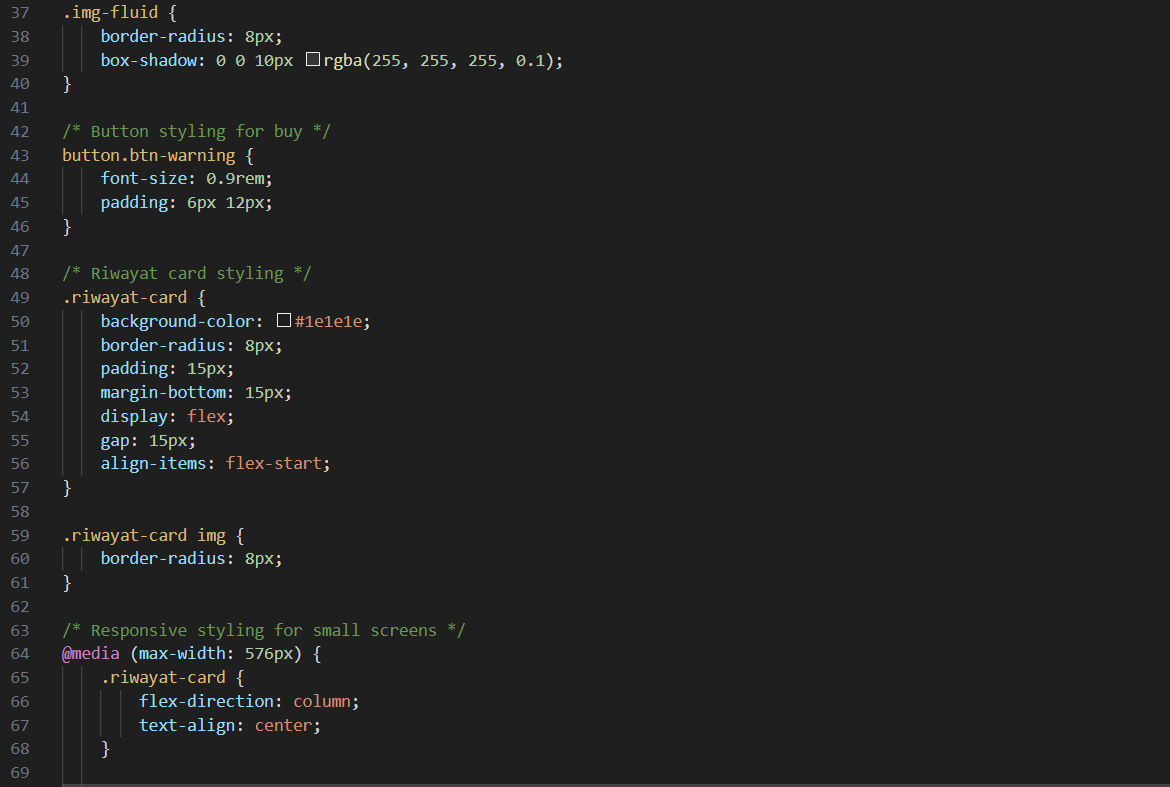 37 .img-fluid {
38     border-radius: 8px;
39     box-shadow: 0 0 10px rgba(255, 255, 255, 0.1);
40 }
41
42 /* Button styling for buy */
43 button.btn-warning {
44     font-size: 0.9rem;
45     padding: 6px 12px;
46 }
47
48 /* Riwayat card styling */
49 .riwayat-card {
50     background-color: #1e1e1e;
51     border-radius: 8px;
52     padding: 15px;
53     margin-bottom: 15px;
54     display: flex;
55     gap: 15px;
56     align-items: flex-start;
57 }
58
59 .riwayat-card img {
60     border-radius: 8px;
61 }
62
63 /* Responsive styling for small screens */
64 @media (max-width: 576px) {
65     .riwayat-card {
66         flex-direction: column;
67         text-align: center;
68     }
69